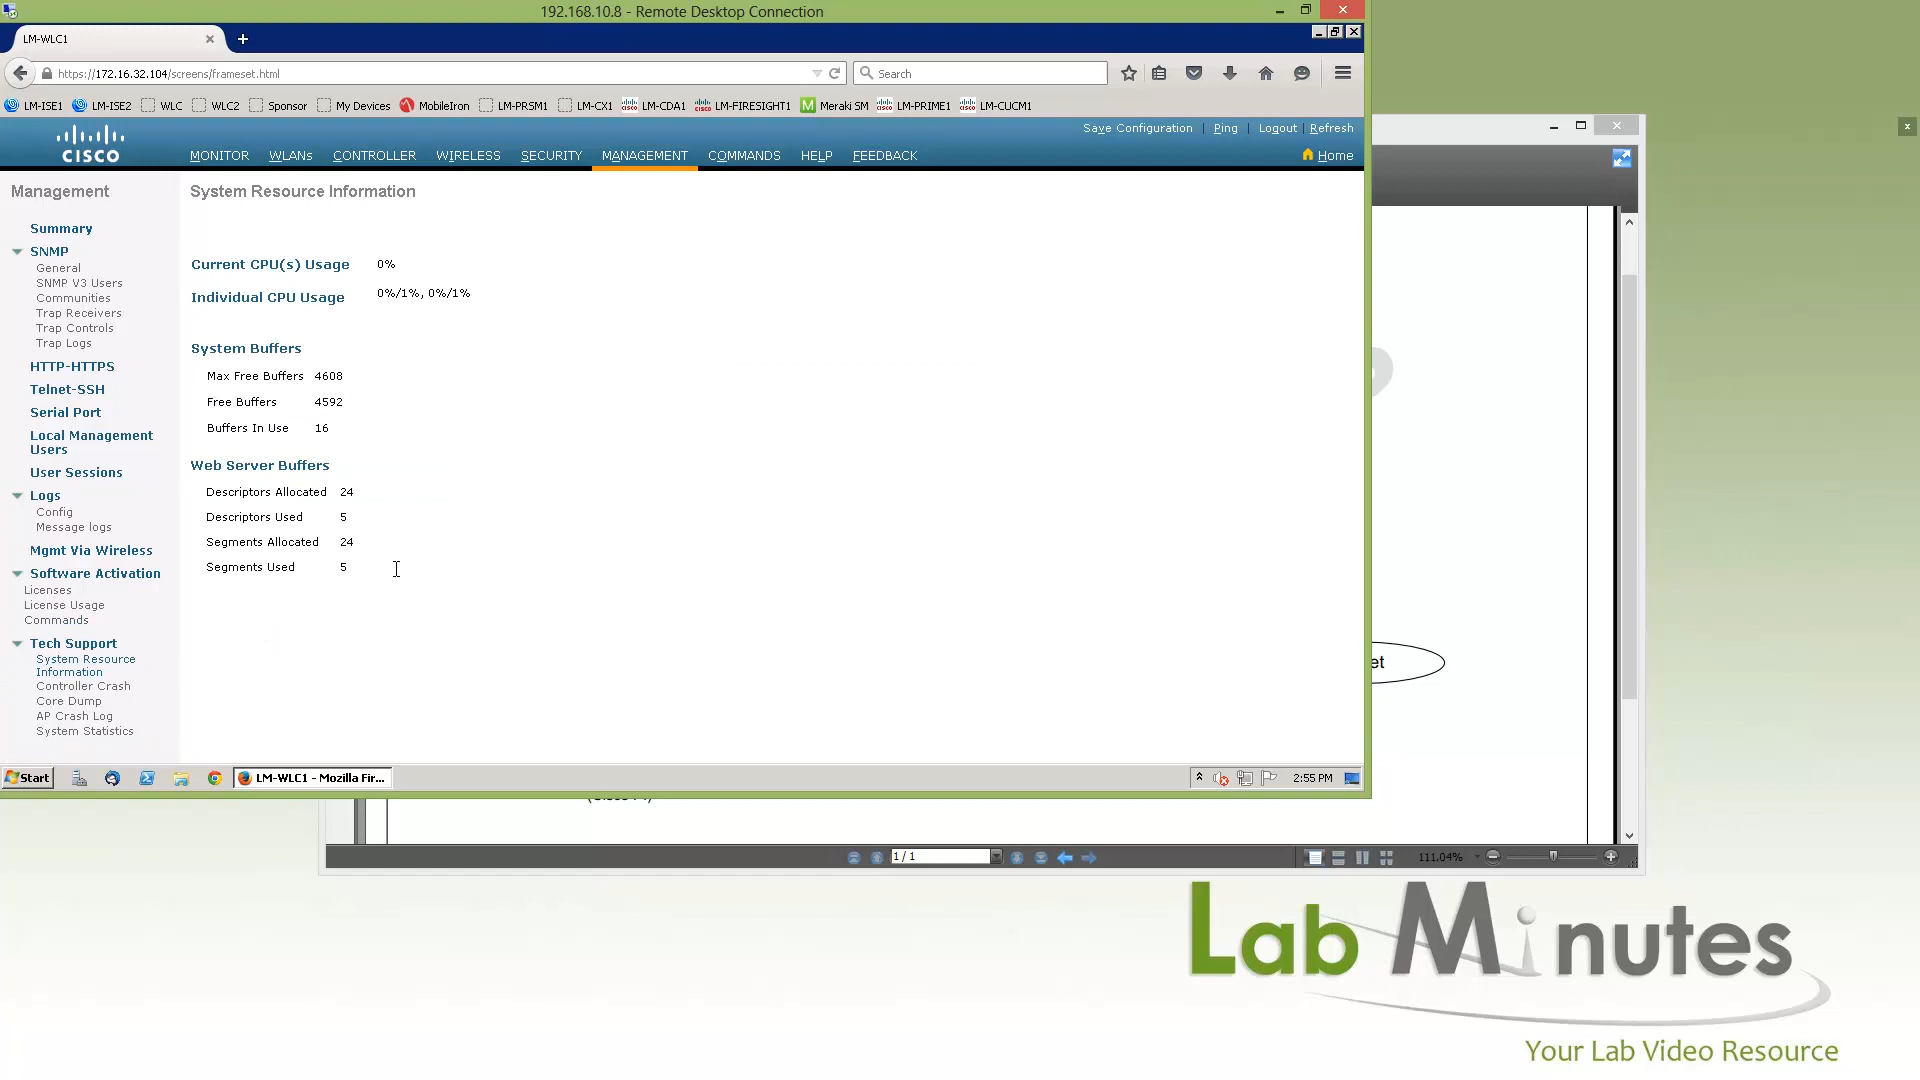 192.168.10.8 - Remote Desktop Connection
LM-WLC1
https://172.16.32.104/screens/frameset.html
Search
LM-ISE1 LM-ISE2 WLC WLC2 Sponsor My Devices MobileIron LM-PRSM1 LM-CX1 LM-CDA1 LM-FIRESIGHT1 Meraki SM LM-PRIME1 LM-CUCM1
Save Configuration | Ping | Logout | Refresh
CISCO
MONITOR WLANs CONTROLLER WIRELESS SECURITY MANAGEMENT COMMANDS HELP FEEDBACK Home
Management
Summary
SNMP
General
SNMP V3 Users
Communities
Trap Receivers
Trap Controls
Trap Logs
HTTP-HTTPS
Telnet-SSH
Serial Port
Local Management
Users
User Sessions
Logs
Config
Message logs
Mgmt Via Wireless
Software Activation
Licenses
License Usage
Commands
Tech Support
System Resource
Information
Controller Crash
Core Dump
AP Crash Log
System Statistics
System Resource Information
Current CPU(s) Usage 0%
Individual CPU Usage 0%/1%, 0%/1%
System Buffers
Max Free Buffers 4608
Free Buffers 4592
Buffers In Use 16
Web Server Buffers
Descriptors Allocated 24
Descriptors Used 5
Segments Allocated 24
Segments Used 5
et
Start
LM-WLC1 - Mozilla Fir...
2:55 PM
1 / 1
111.04%
Lab Minutes
Your Lab Video Resource